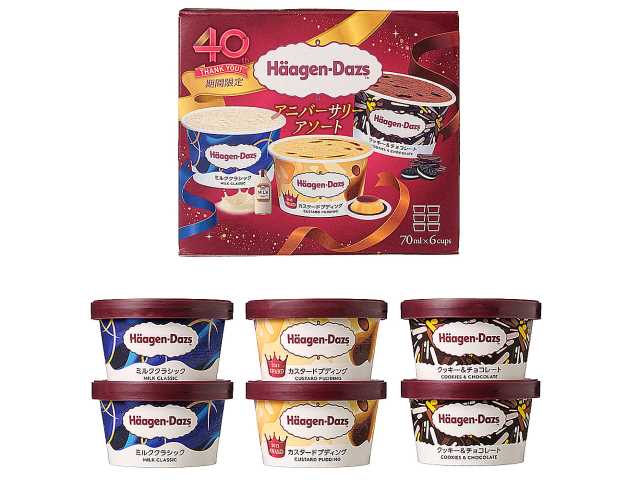 40th
THANK YOU!
期間限定
Häagen-Dazs
アニバーサリー
アソート
Häagen-Dazs
クッキー&チョコレート
COOKIES & CHOCOLATE
Häagen-Dazs
ミルククラシック
MILK CLASSIC
MILK
Häagen-Dazs
カスタードプディング
CUSTARD PUDDING
70ml×6cups
Häagen-Dazs
ミルククラシック
MILK CLASSIC
Häagen-Dazs
カスタードプディング
CUSTARD PUDDING
Häagen-Dazs
クッキー&チョコレート
COOKIES & CHOCOLATE
Häagen-Dazs
ミルククラシック
MILK CLASSIC
Häagen-Dazs
カスタードプディング
CUSTARD PUDDING
Häagen-Dazs
クッキー&チョコレート
COOKIES & CHOCOLATE